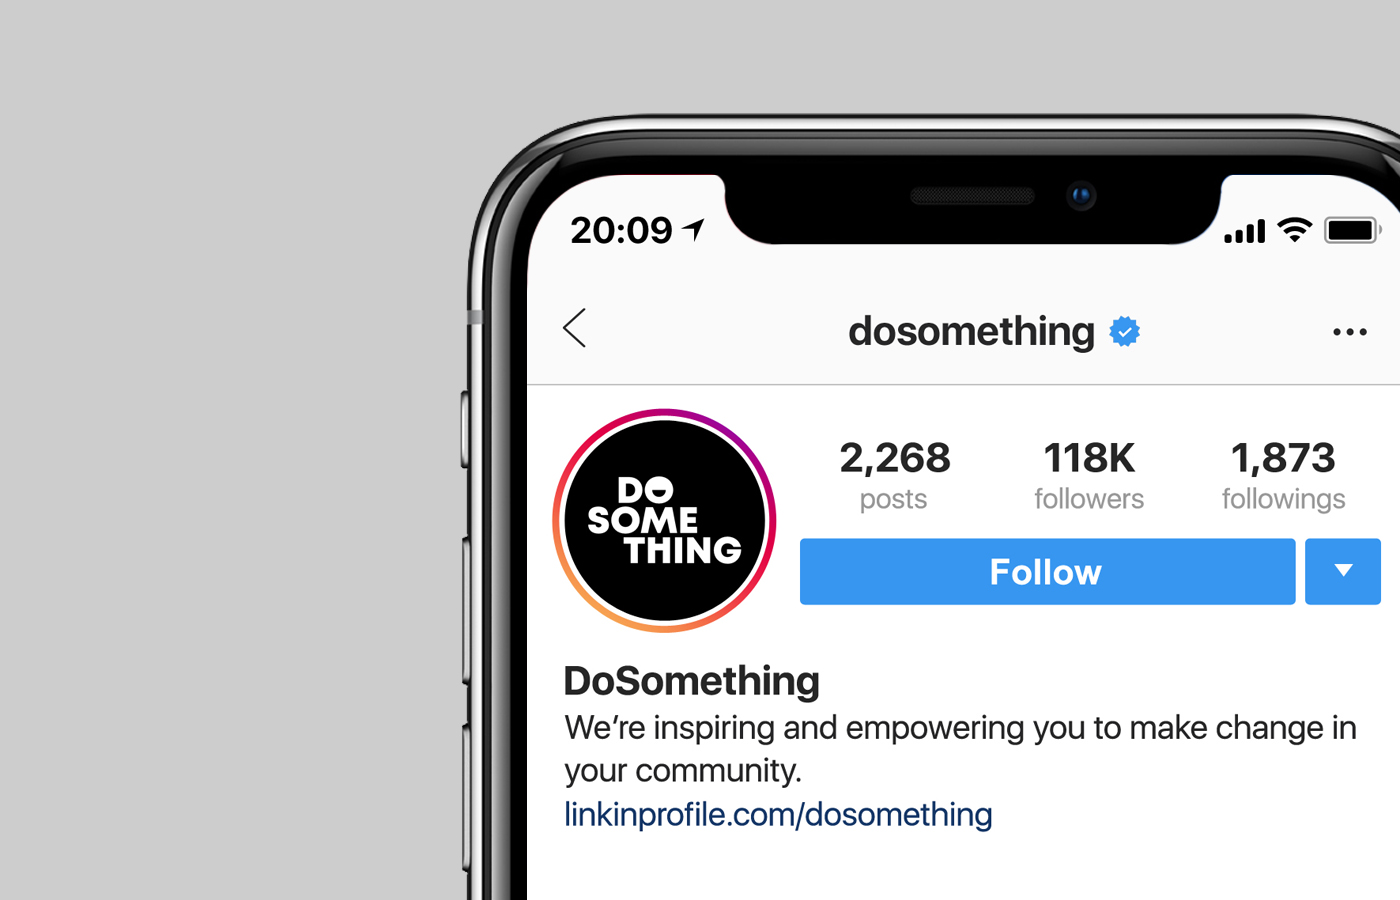 20:09
dosomething
DO
SOME
THING
2,268 118K 1,873
posts followers followings
Follow
DoSomething
We’re inspiring and empowering you to make change in
your community.
linkinprofile.com/dosomething